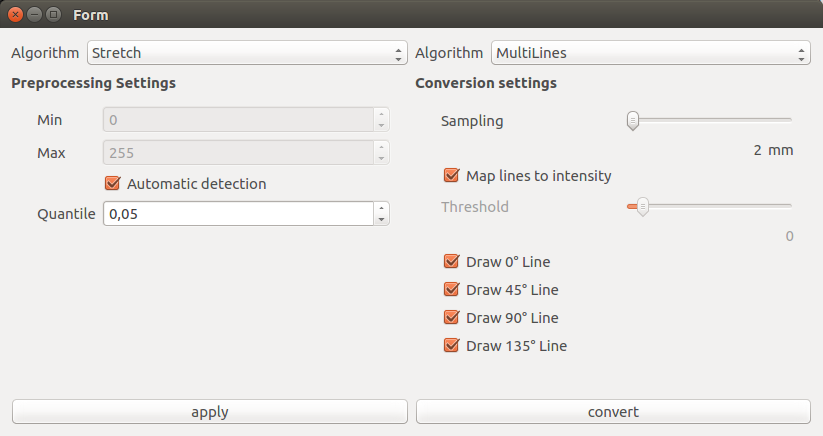 Form
Algorithm Stretch
Algorithm MultiLines
Preprocessing Settings
Conversion settings
Min 0
Max 255
Automatic detection
Quantile 0,05
Sampling
2 mm
Map lines to intensity
Threshold
0
Draw 0° Line
Draw 45° Line
Draw 90° Line
Draw 135° Line
apply
convert